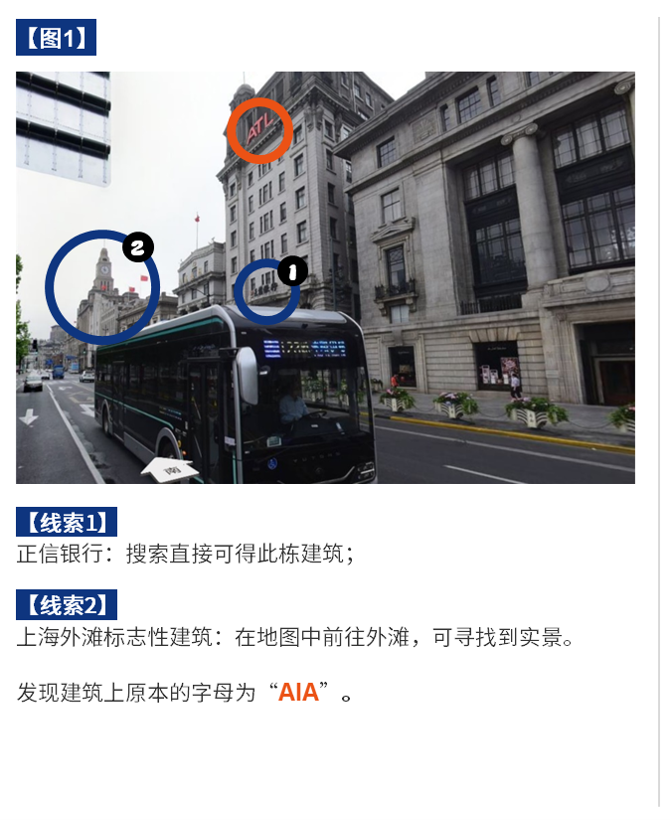 【图1】
ATL
2
1
南
【线索1】
正信银行：搜索直接可得此栋建筑；
【线索2】
上海外滩标志性建筑：在地图中前往外滩，可寻找到实景。
发现建筑上原本的字母为“AIA”。